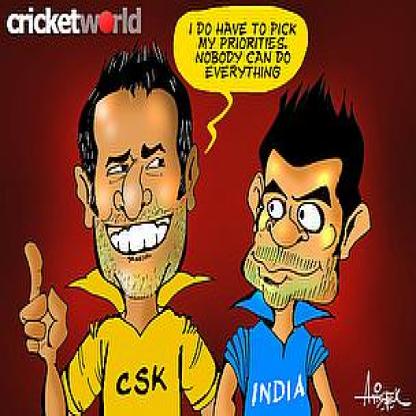 cricketworld
I DO HAVE TO PICK
MY PRIORITIES.
NOBODY CAN DO
EVERYTHING
CSK
INDIA